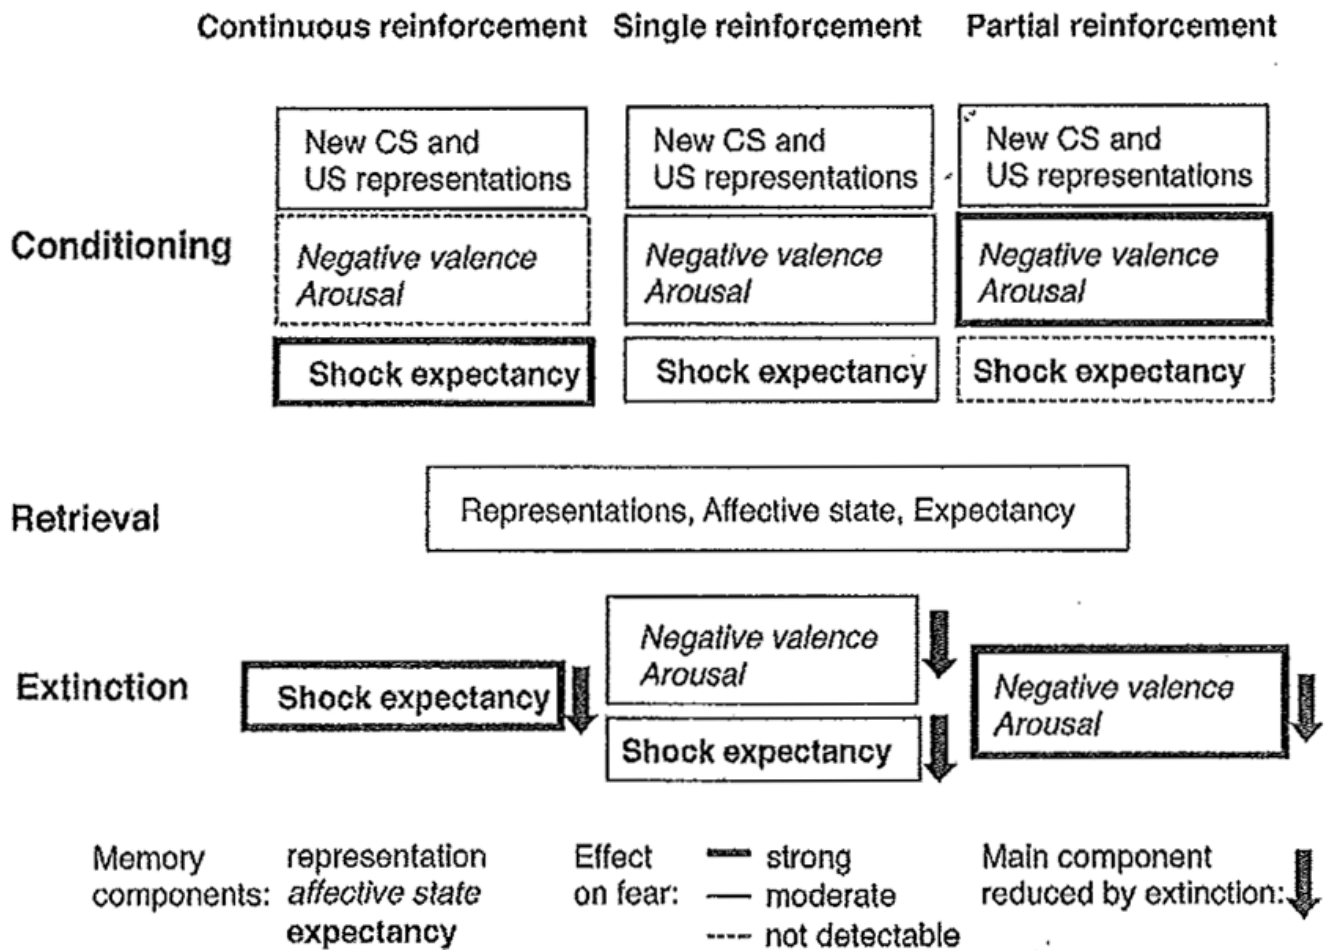 Continuous reinforcement Single reinforcement Partial reinforcement
New CS and
US representations
New CS and
US representations
New CS and
US representations
Conditioning
Negative valence
Arousal
Negative valence
Arousal
Negative valence
Arousal
Shock expectancy
Shock expectancy
Shock expectancy
Retrieval
Representations, Affective state, Expectancy
Extinction
Shock expectancy
Negative valence
Arousal
Shock expectancy
Negative valence
Arousal
Memory
components:
representation
affective state
expectancy
Effect
on fear:
strong
moderate
not detectable
Main component
reduced by extinction: